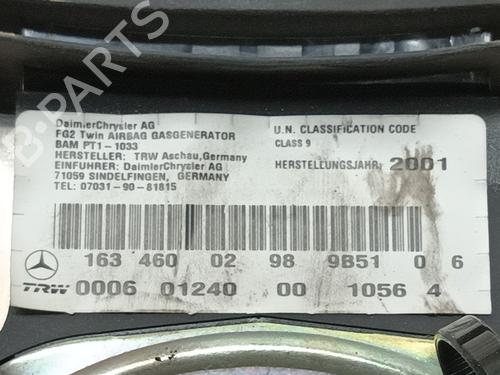 DaimlerChrysler AG
FG2 Twin AIRBAG GASGENERATOR
BAM PT1-1033
HERSTELLER: TRW Aschau, Germany
EINFUHRER: DaimlerChrysler AG
71059 SINDELFINGEN, GERMANY
TEL: 07031-90-81815
U.N. CLASSIFICATION CODE
CLASS 9
HERSTELLUNGSJAHR: 2001
163 460 02 98 9B51 0 6
TRW 0006 01240 00 1056 4
B-PARTS